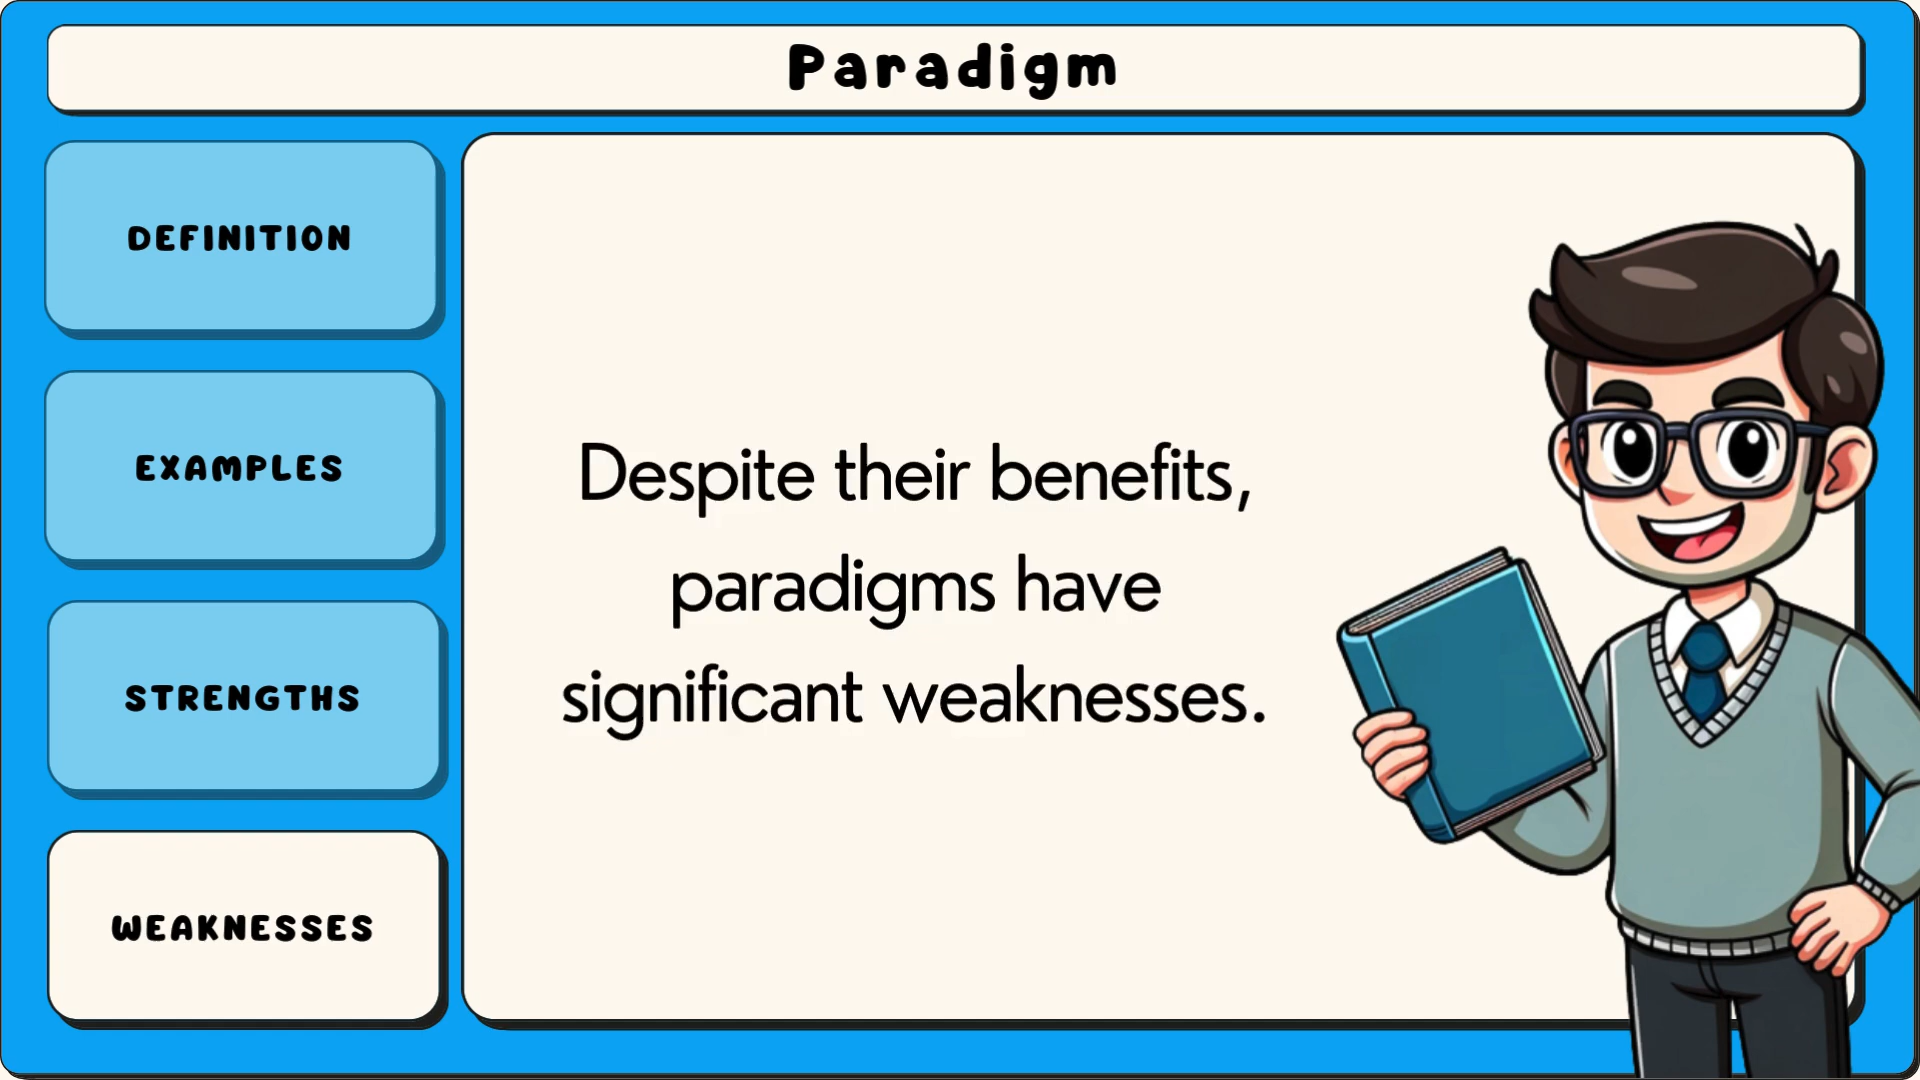 Paradigm
DEFINITION
EXAMPLES
STRENGTHS
WEAKNESSES
Despite their benefits,
paradigms have
significant weaknesses.